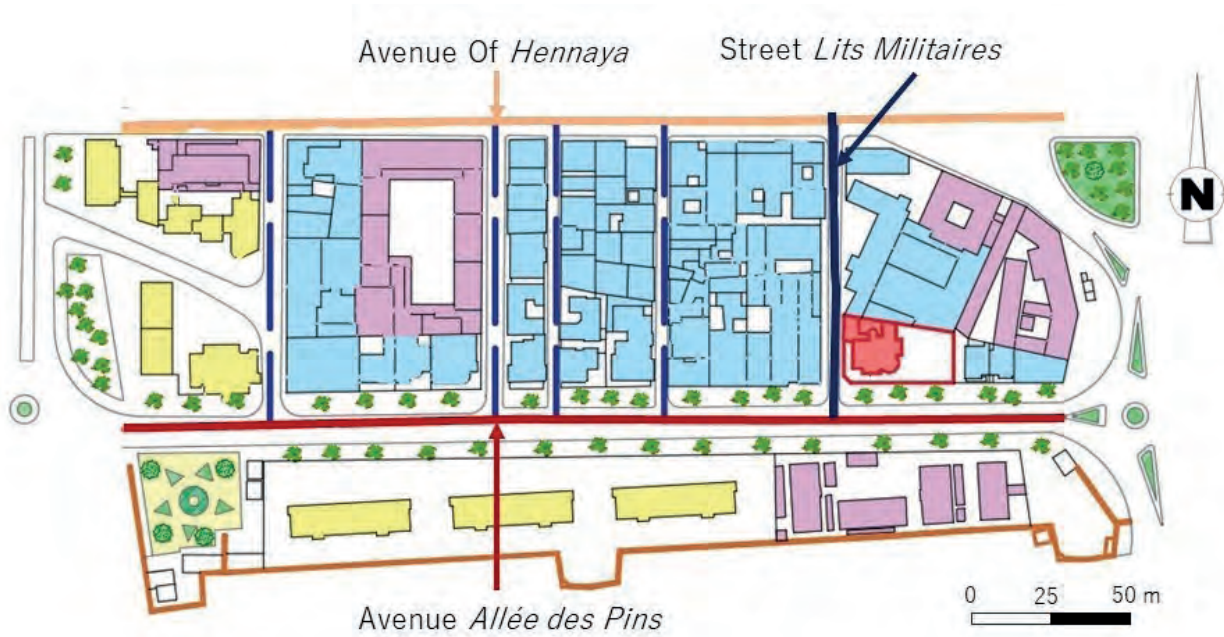 Avenue Of Hennaya
Street Lits Militaires
N
0 25 50 m
Avenue Allée des Pins